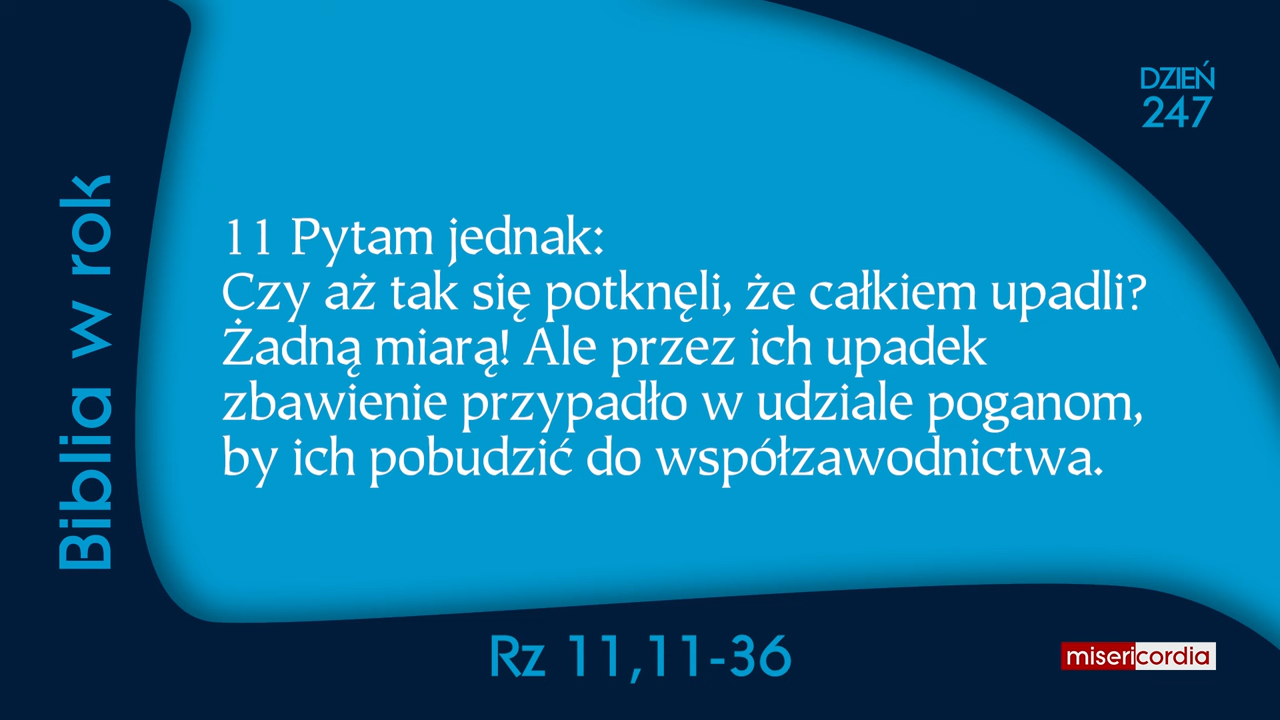 DZIEŃ
247
Biblia w rok
11 Pytam jednak:
Czy aż tak się potknęli, że całkiem upadli?
Żadną miarą! Ale przez ich upadek
zbawienie przypadło w udziale poganom,
by ich pobudzić do współzawodnictwa.
Rz 11,11-36
misericordia